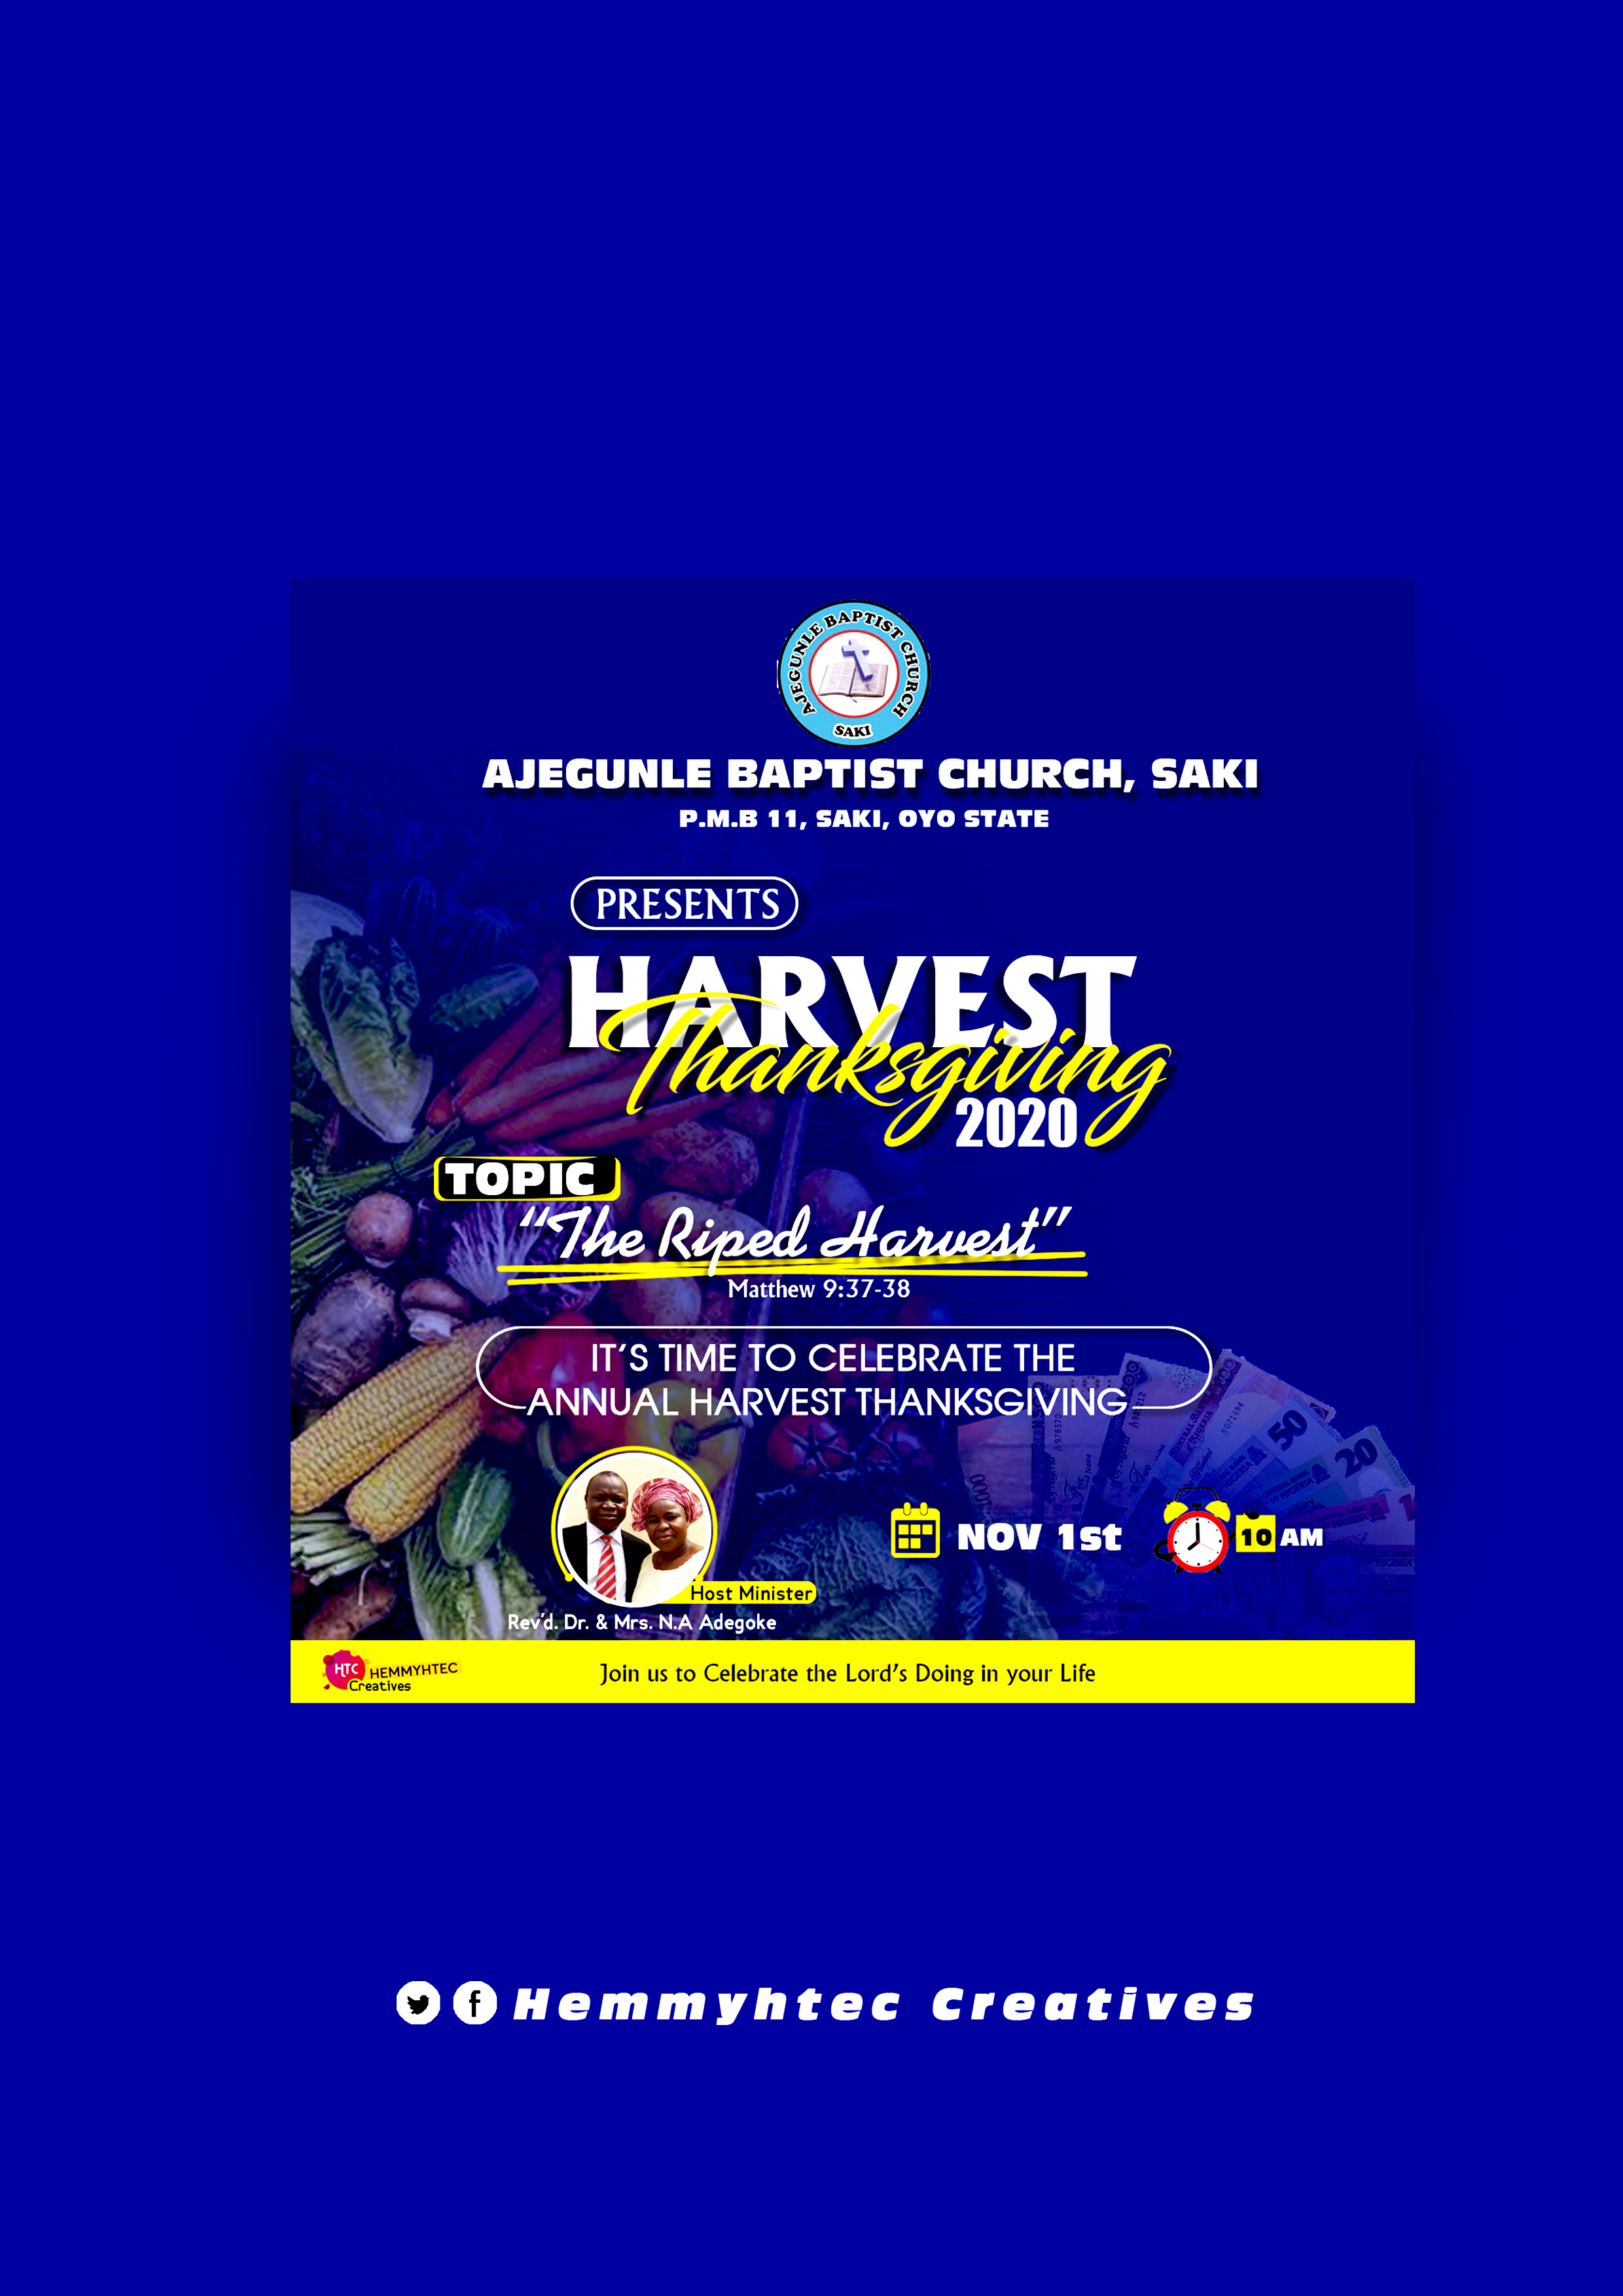 AJEGUNLE BAPTIST CHURCH
SAKI
AJEGUNLE BAPTIST CHURCH, SAKI
P.M.B 11, SAKI, OYO STATE
PRESENTS
HARVEST
Thanksgiving
2020
TOPIC
“The Riped Harvest”
Matthew 9:37-38
IT’S TIME TO CELEBRATE THE
ANNUAL HARVEST THANKSGIVING
50
20
NOV 1st
10 AM
Host Minister
Rev’d. Dr. & Mrs. N.A Adegoke
HTC HEMMYHTEC
Creatives
Join us to Celebrate the Lord’s Doing in your Life
Hemmyhtec Creatives